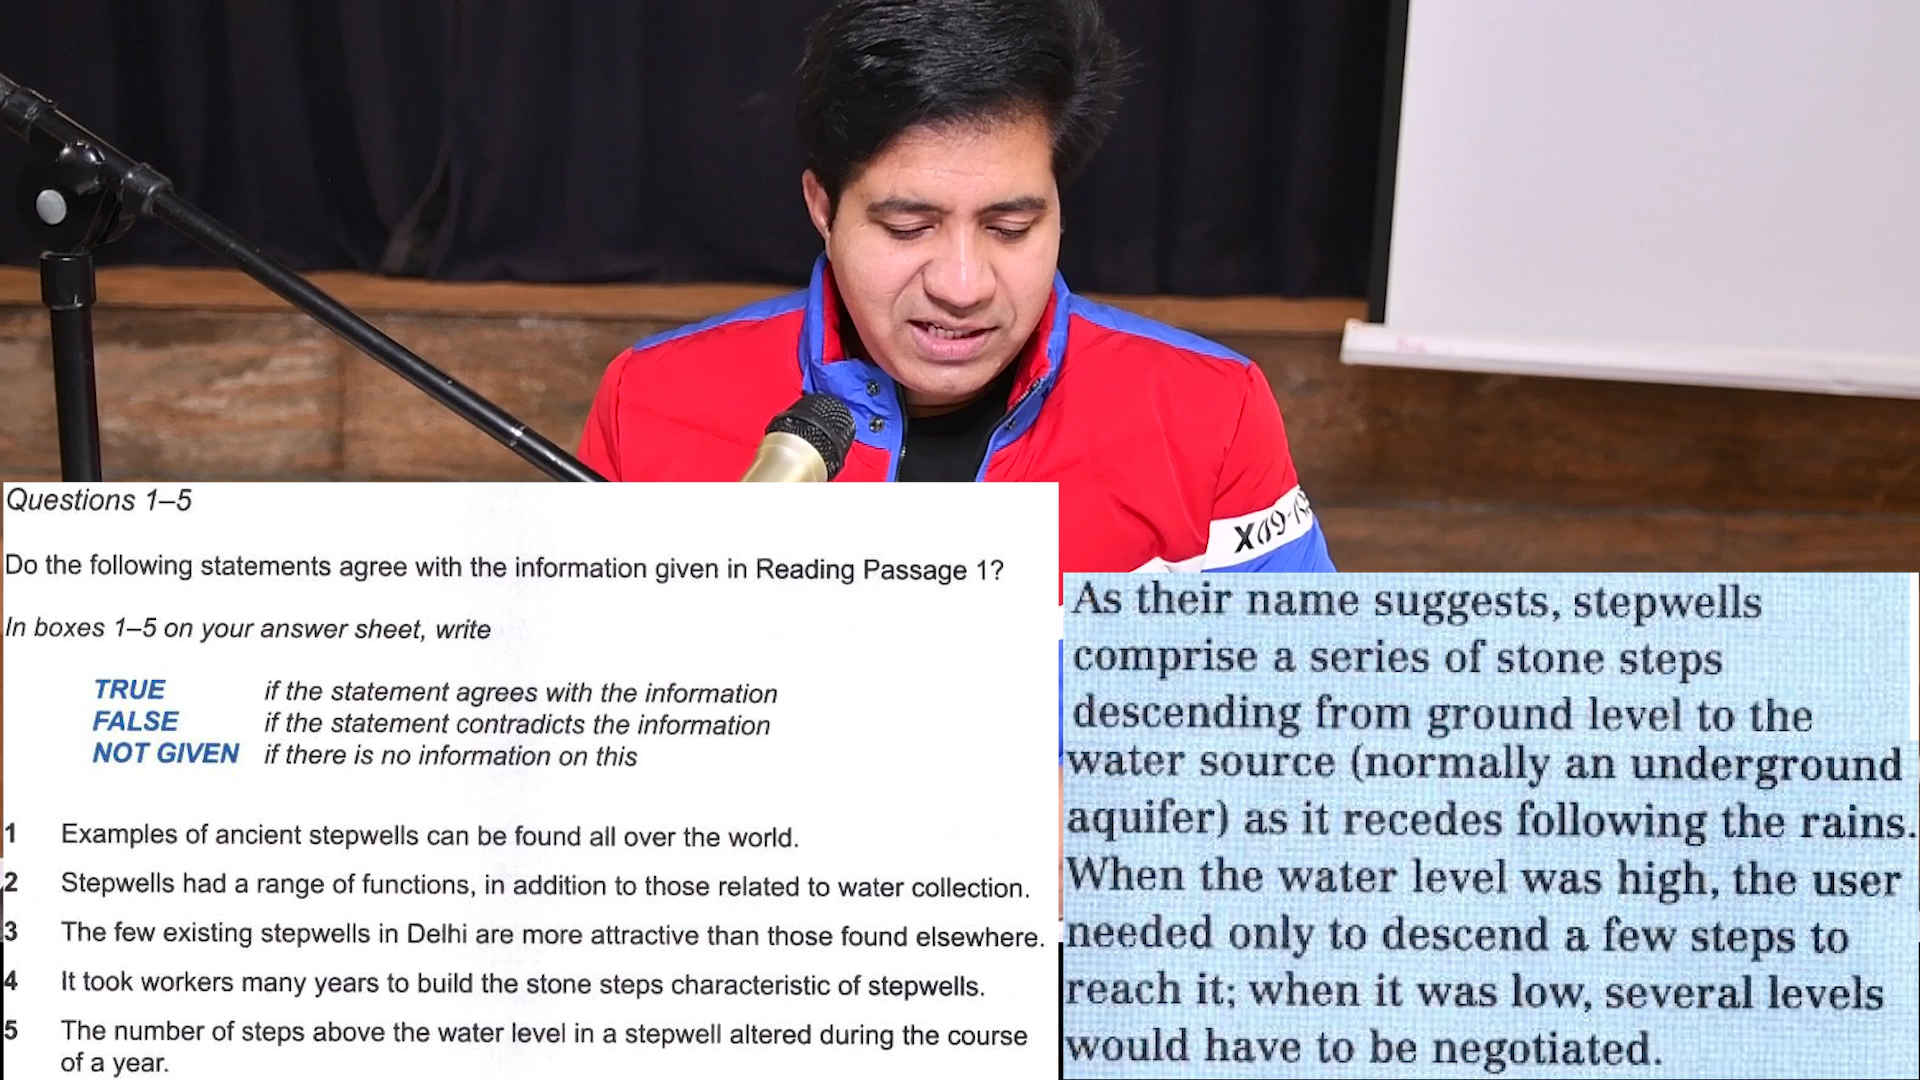 X09-
Questions 1–5
Do the following statements agree with the information given in Reading Passage 1?
In boxes 1–5 on your answer sheet, write
TRUE if the statement agrees with the information
FALSE if the statement contradicts the information
NOT GIVEN if there is no information on this
1 Examples of ancient stepwells can be found all over the world.
2 Stepwells had a range of functions, in addition to those related to water collection.
3 The few existing stepwells in Delhi are more attractive than those found elsewhere.
4 It took workers many years to build the stone steps characteristic of stepwells.
5 The number of steps above the water level in a stepwell altered during the course
of a year.
As their name suggests, stepwells
comprise a series of stone steps
descending from ground level to the
water source (normally an underground
aquifer) as it recedes following the rains.
When the water level was high, the user
needed only to descend a few steps to
reach it; when it was low, several levels
would have to be negotiated.